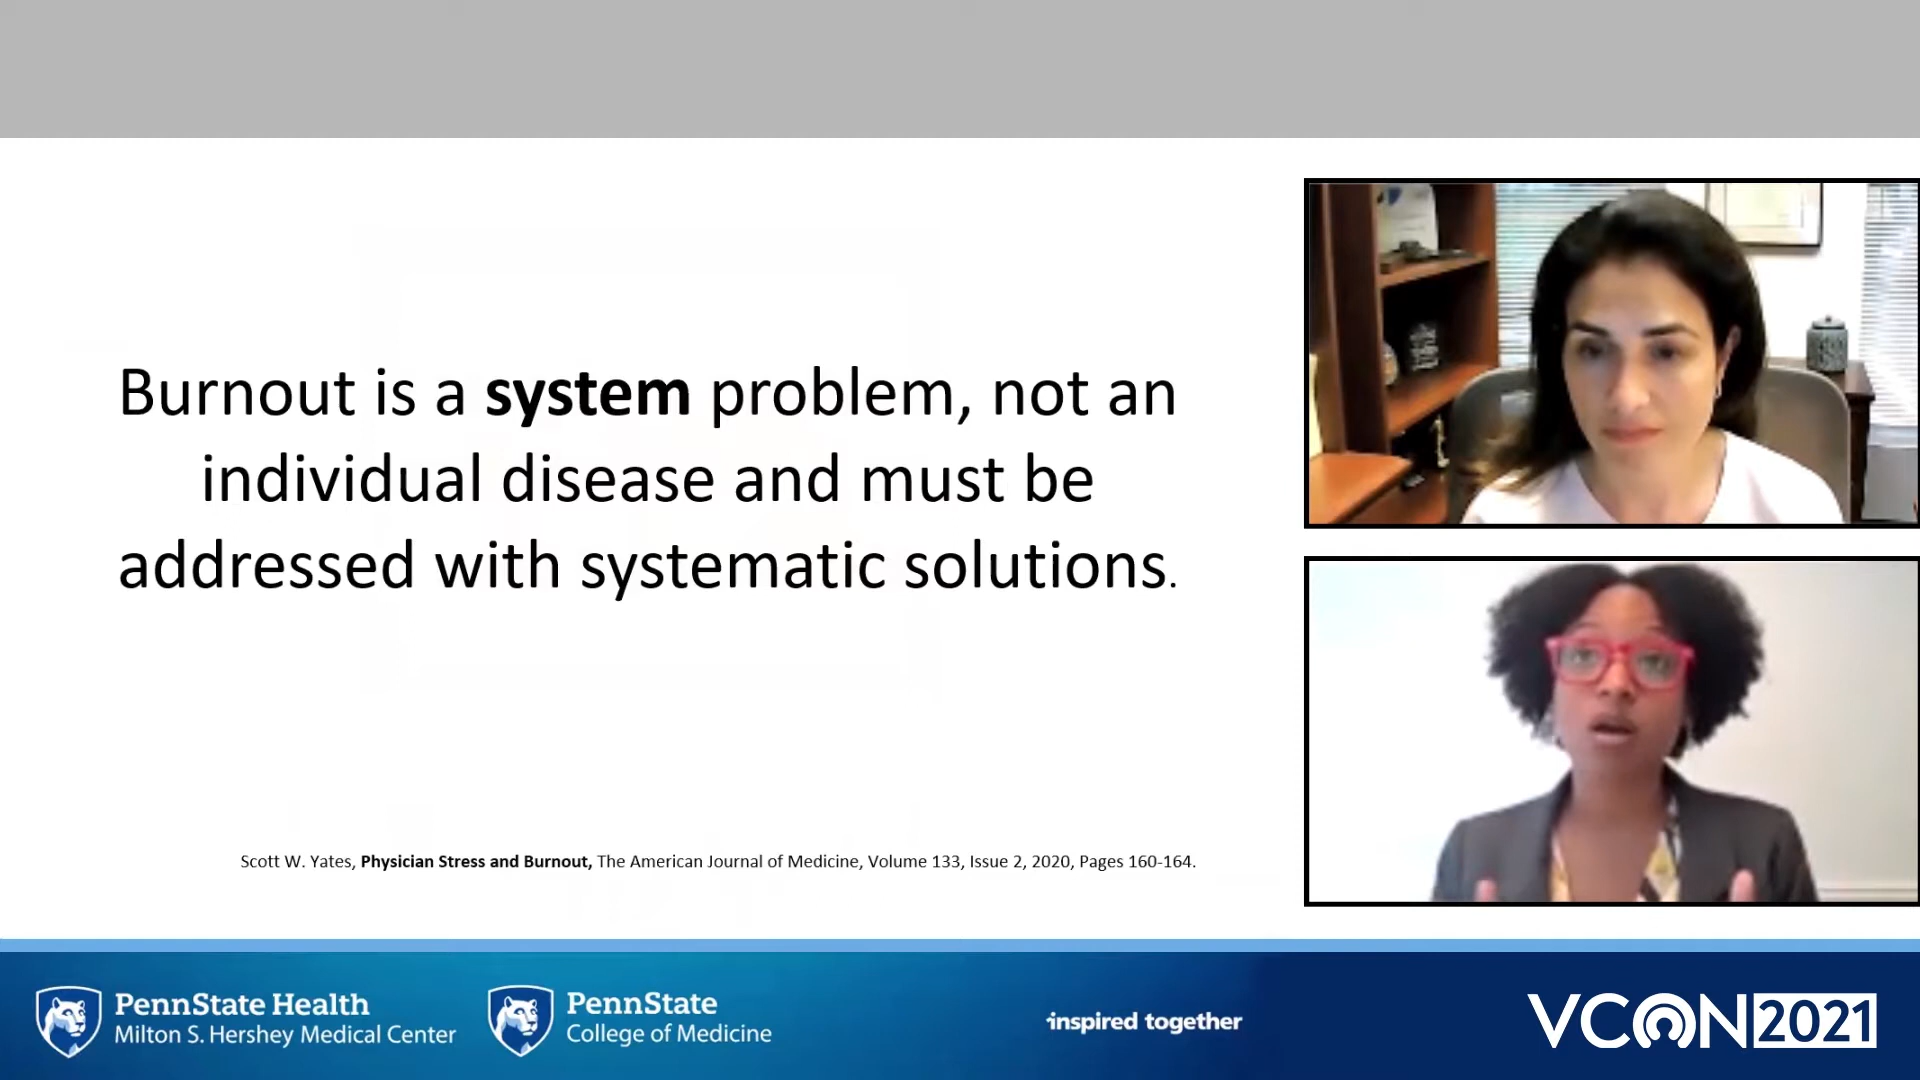 Burnout is a system problem, not an
individual disease and must be
addressed with systematic solutions.
Scott W. Yates, Physician Stress and Burnout, The American Journal of Medicine, Volume 133, Issue 2, 2020, Pages 160-164.
PennState Health
Milton S. Hershey Medical Center
PennState
College of Medicine
inspired together
VCON2021